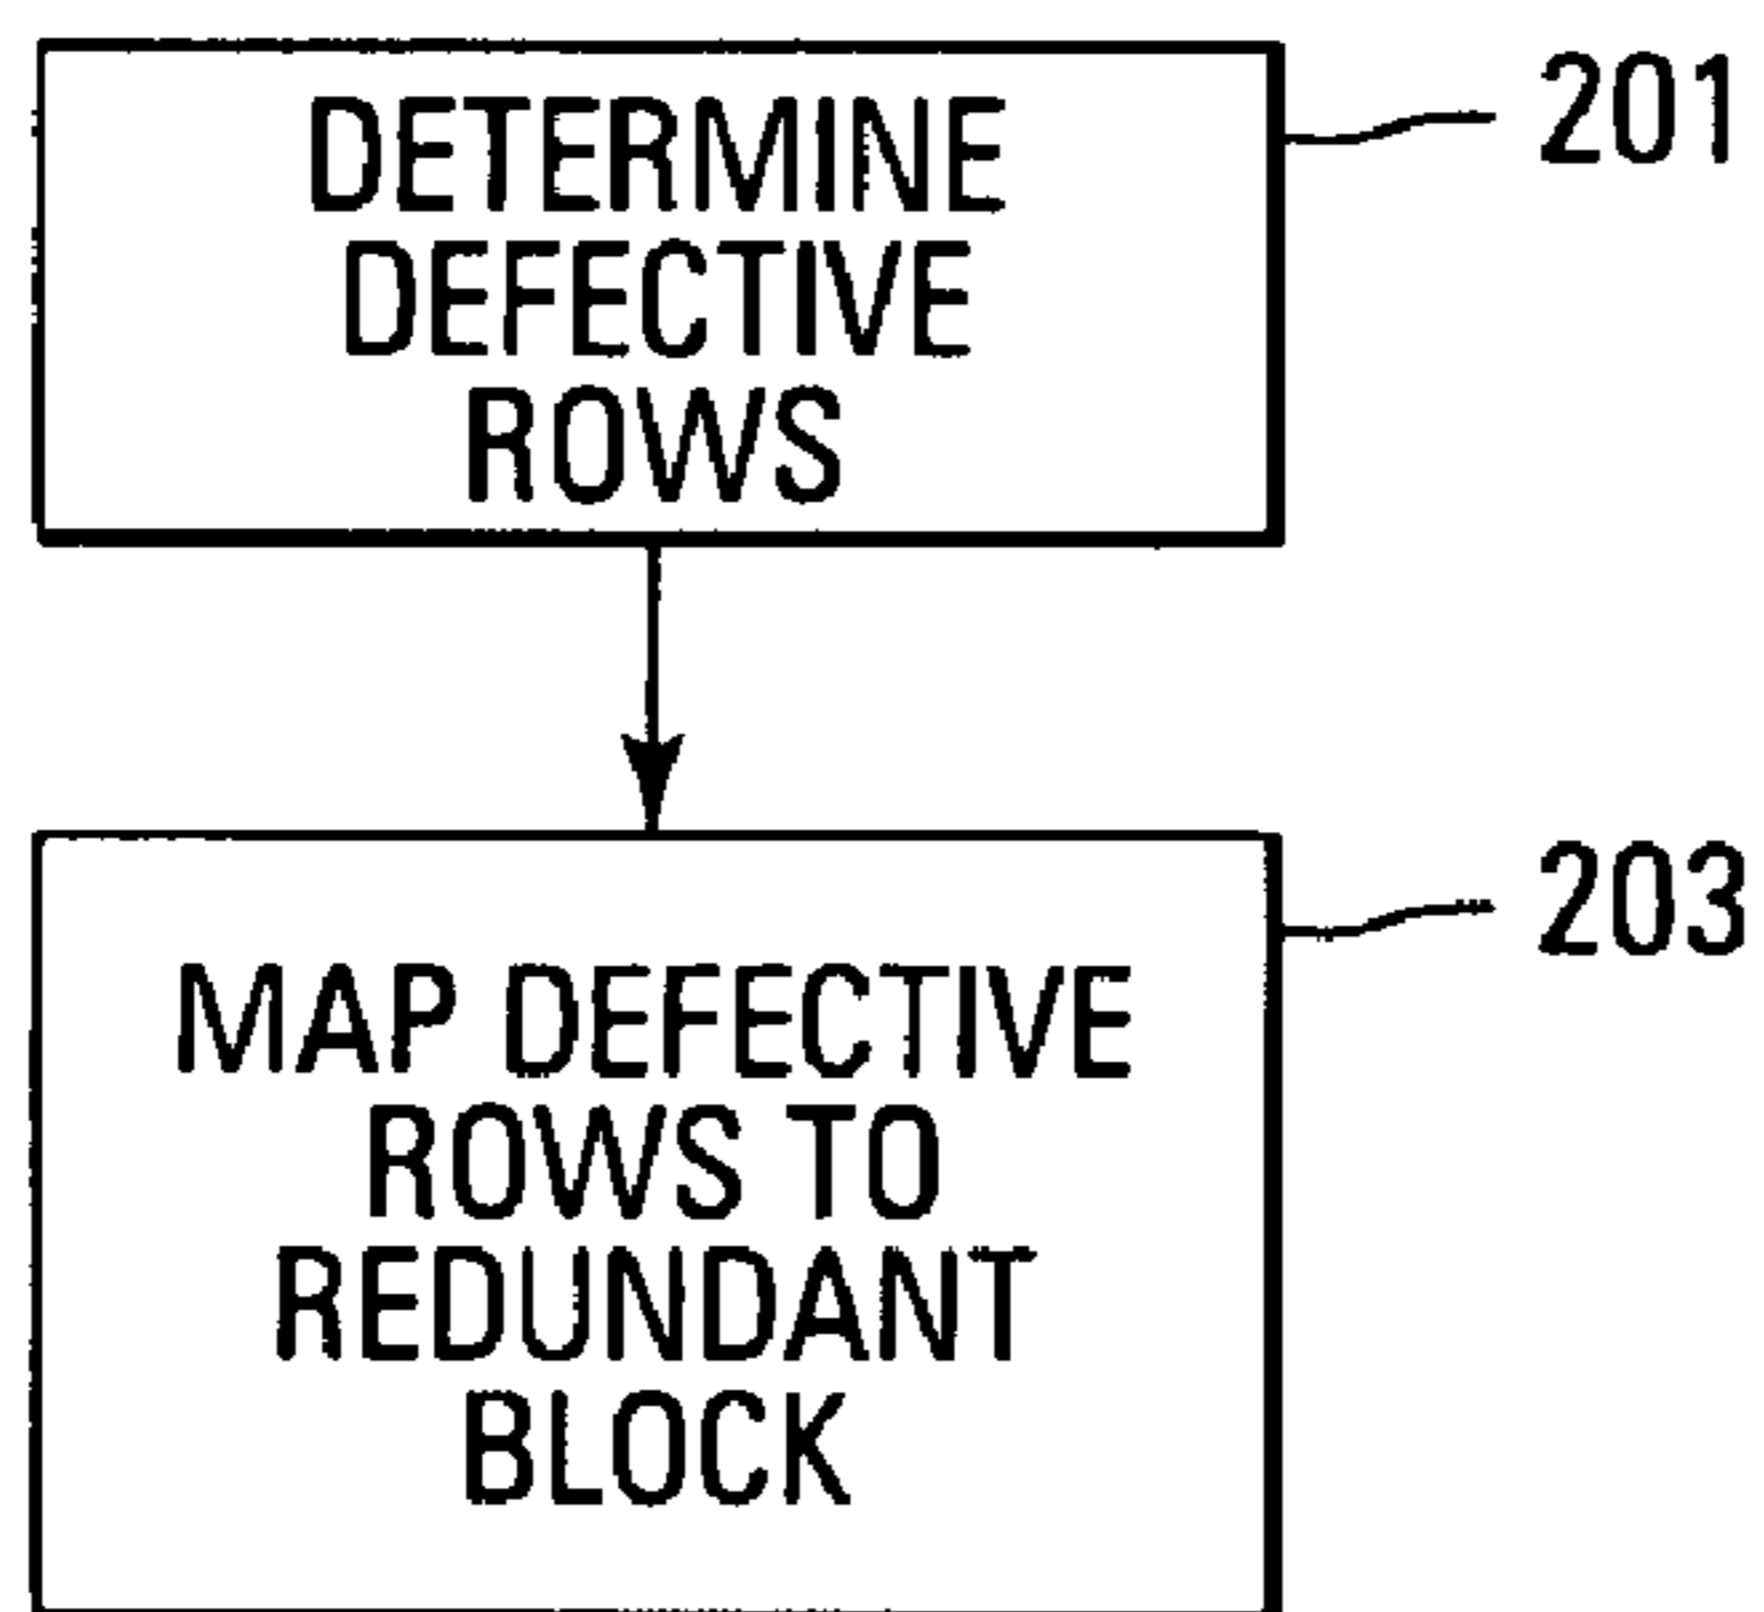 DETERMINE
DEFECTIVE
ROWS
201
MAP DEFECTIVE
ROWS TO
REDUNDANT
BLOCK
203